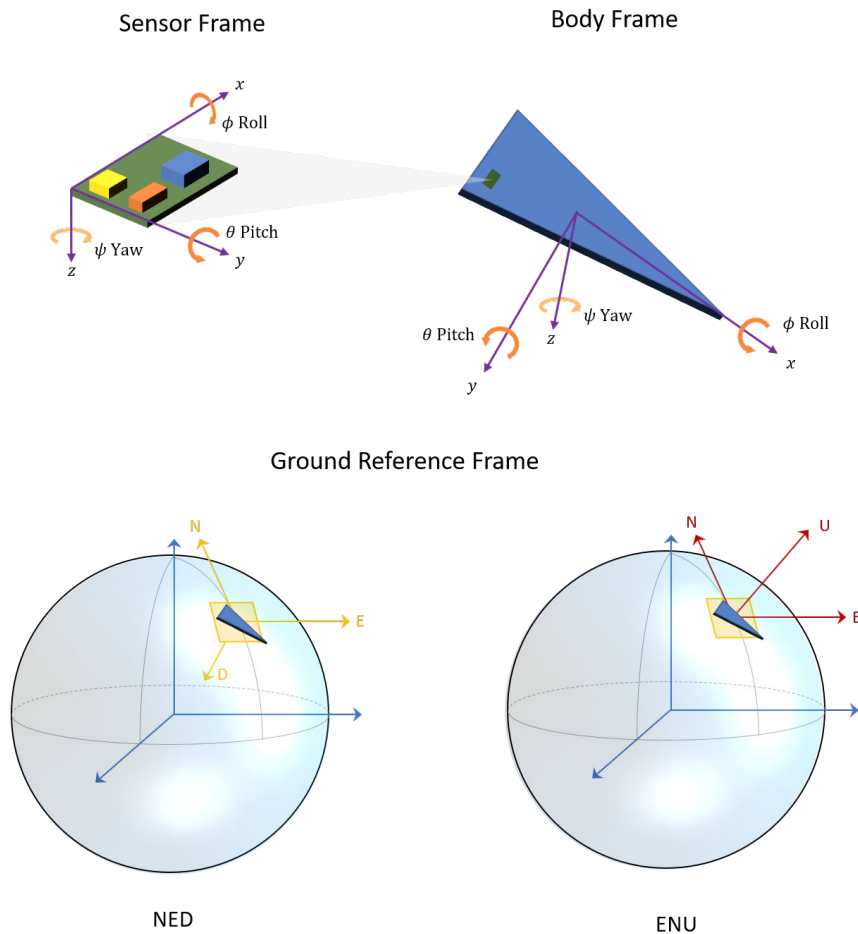 Sensor Frame
Body Frame
x
ϕ Roll
θ Pitch
y
ψ Yaw
z
θ Pitch
y
ψ Yaw
z
ϕ Roll
x
Ground Reference Frame
N
E
D
N
U
E
NED
ENU